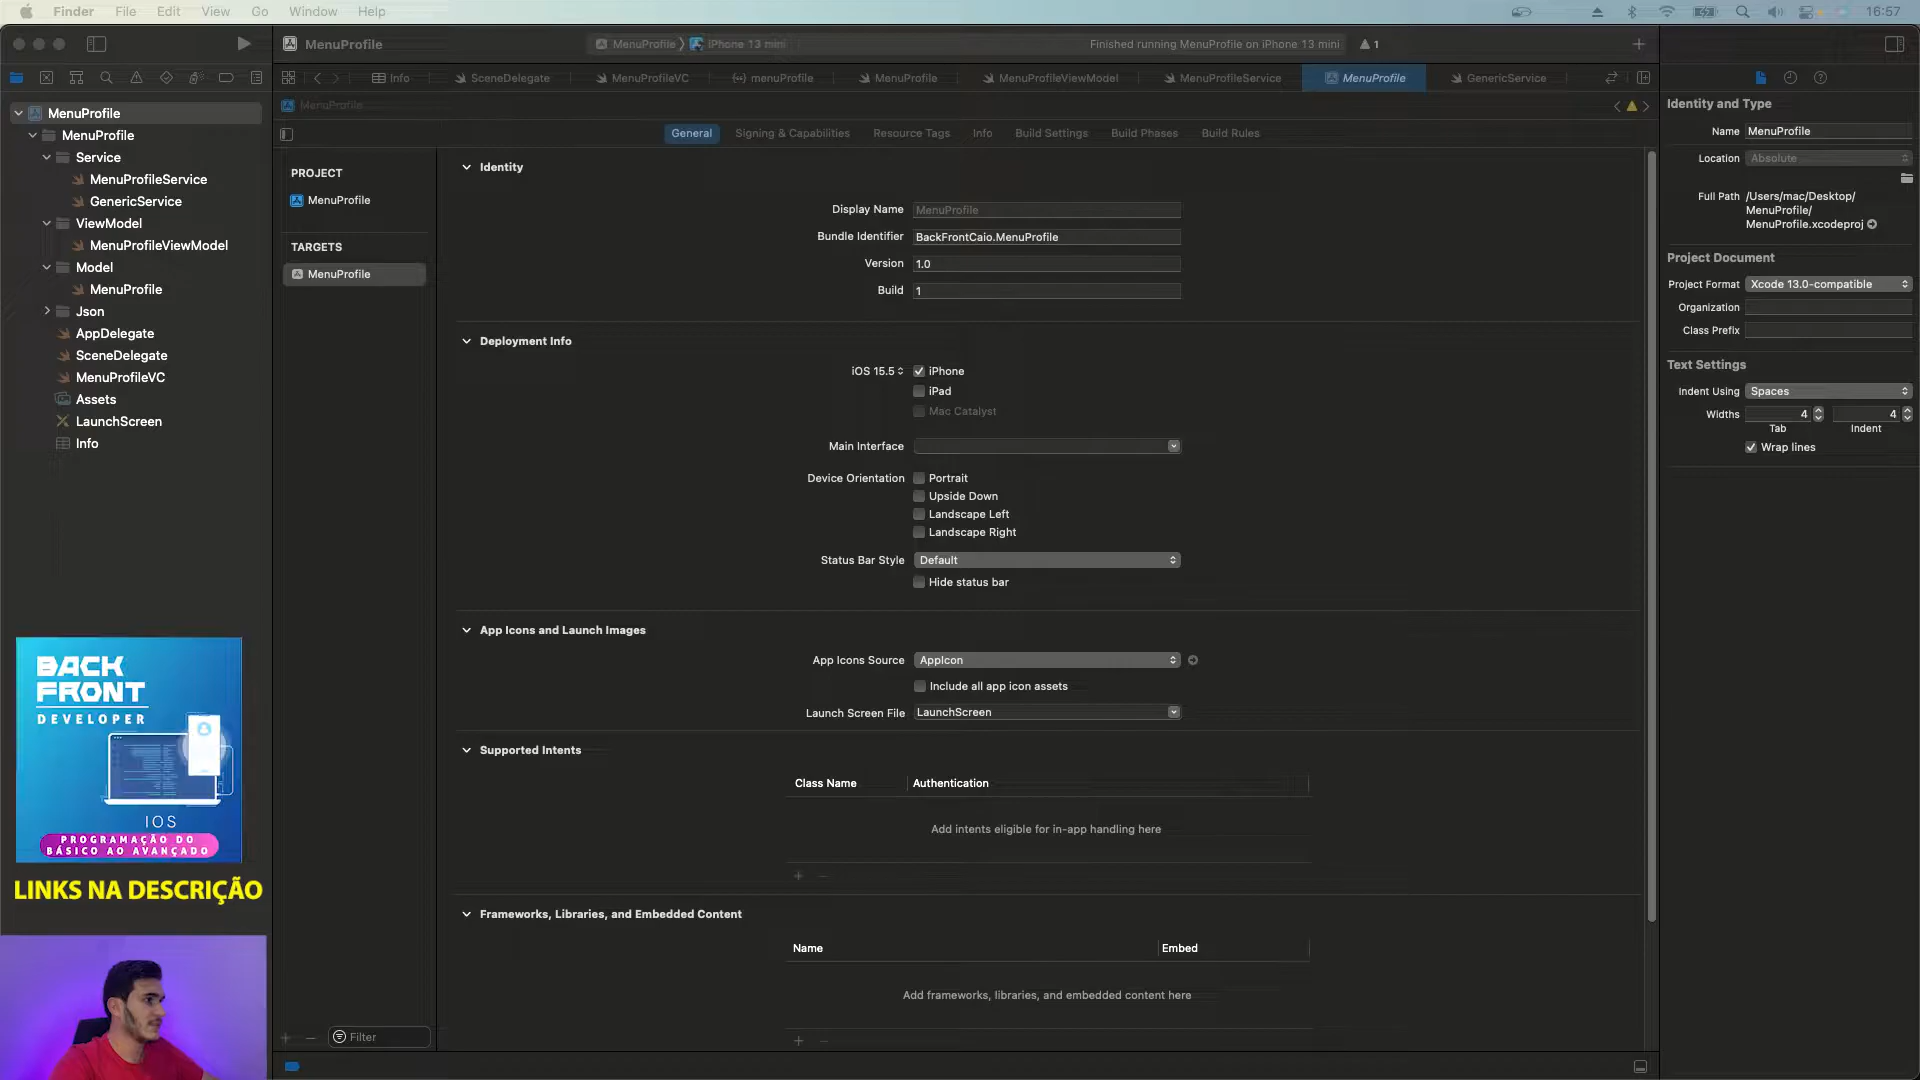 Finder File Edit View Go Window Help 16:57
MenuProfile MenuProfile iPhone 13 mini Finished running MenuProfile on iPhone 13 mini 1
Info SceneDelegate MenuProfileVC menuProfile MenuProfile MenuProfileViewModel MenuProfileService MenuProfile GenericService
MenuProfile
MenuProfile
MenuProfile
Service
MenuProfileService
GenericService
ViewModel
MenuProfileViewModel
Model
MenuProfile
Json
AppDelegate
SceneDelegate
MenuProfileVC
Assets
LaunchScreen
Info
BACK
FRONT
DEVELOPER
IOS
PROGRAMAÇÃO DO
BÁSICO AO AVANÇADO
LINKS NA DESCRIÇÃO
General Signing & Capabilities Resource Tags Info Build Settings Build Phases Build Rules
PROJECT
MenuProfile
TARGETS
MenuProfile
Filter
Identity
Display Name MenuProfile
Bundle Identifier BackFrontCaio.MenuProfile
Version 1.0
Build 1
Deployment Info
iOS 15.5 iPhone
iPad
Mac Catalyst
Main Interface
Device Orientation Portrait
Upside Down
Landscape Left
Landscape Right
Status Bar Style Default
Hide status bar
App Icons and Launch Images
App Icons Source AppIcon
Include all app icon assets
Launch Screen File LaunchScreen
Supported Intents
Class Name Authentication
Add intents eligible for in-app handling here
Frameworks, Libraries, and Embedded Content
Name Embed
Add frameworks, libraries, and embedded content here
Identity and Type
Name MenuProfile
Location Absolute
Full Path /Users/mac/Desktop/
MenuProfile/
MenuProfile.xcodeproj
Project Document
Project Format Xcode 13.0-compatible
Organization
Class Prefix
Text Settings
Indent Using Spaces
Widths 4 4
Tab Indent
Wrap lines